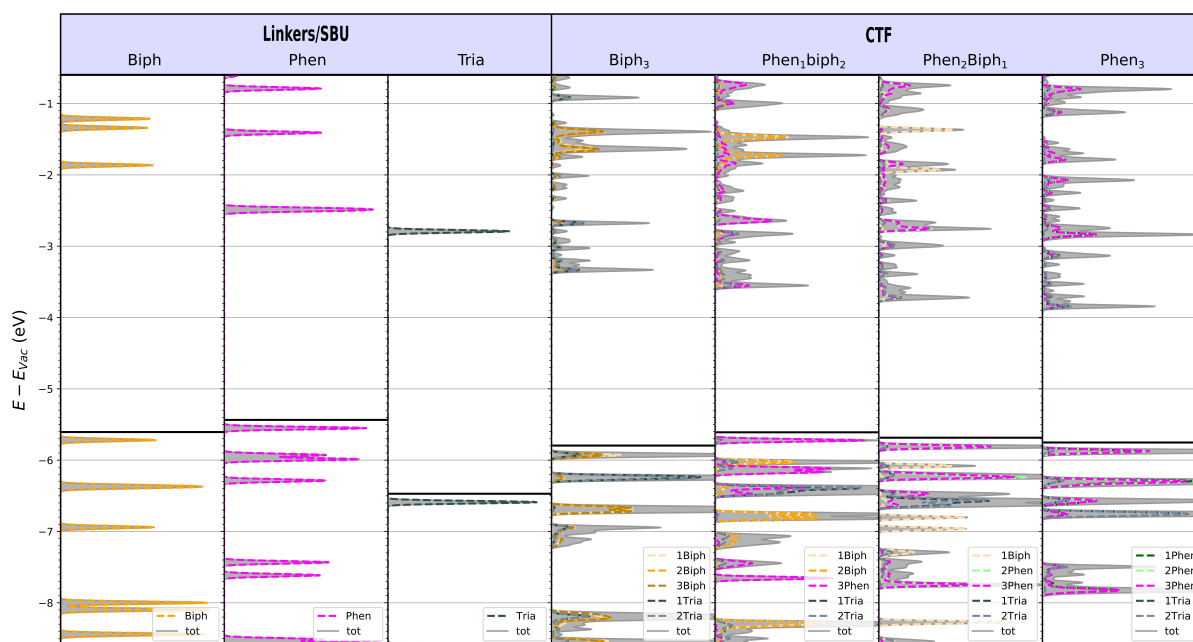 Linkers/SBU CTF
Biph Phen Tria Biph₃ Phen₁biph₂ Phen₂Biph₁ Phen₃
E − E_Vac (eV)
−1
−2
−3
−4
−5
−6
−7
−8
Biph
tot
Phen
tot
Tria
tot
1Biph
2Biph
3Biph
1Tria
2Tria
tot
1Biph
2Biph
3Phen
1Tria
2Tria
tot
1Biph
2Phen
3Phen
1Tria
2Tria
tot
1Phen
2Phen
3Phen
1Tria
2Tria
tot